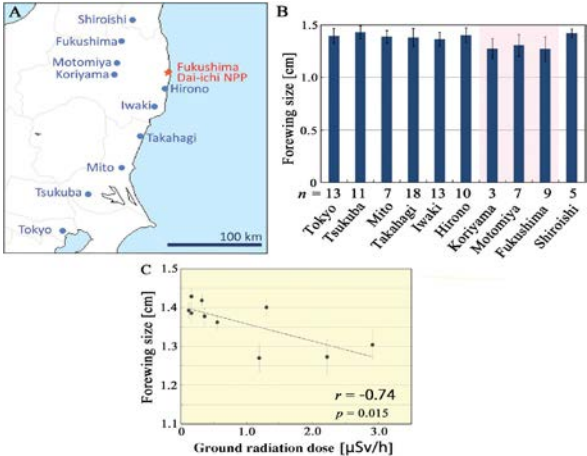 A
Shiroishi
Fukushima
Motomiya
Koriyama
Fukushima
Dai-ichi NPP
Hirono
Iwaki
Takahagi
Mito
Tsukuba
Tokyo
100 km
B
Forewing size [cm]
1.5
1.0
0.5
0
n = 13 11 7 18 13 10 3 7 9 5
Tokyo
Tsukuba
Mito
Takahagi
Iwaki
Hirono
Koriyama
Motomiya
Fukushima
Shiroishi
C
Forewing size [cm]
1.5
1.4
1.3
1.2
1.1
0 1.0 2.0 3.0
r = -0.74
p = 0.015
Ground radiation dose [µSv/h]